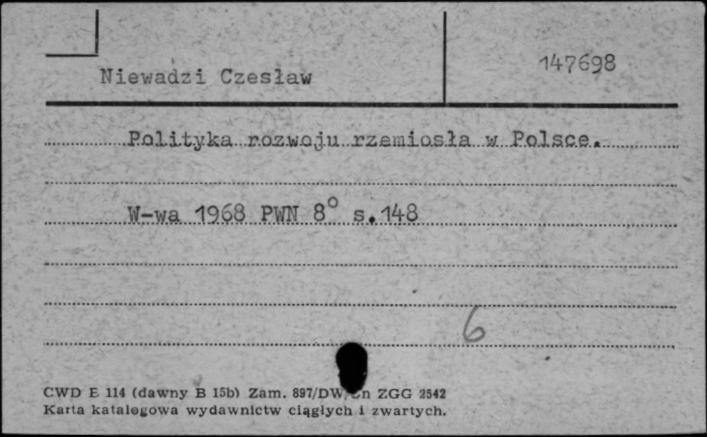 147698
Niewadzi Czesław
Polityka rozwoju rzemiosła w Polsce.
W-wa 1968 PWN 8° s.148
6
CWD E 114 (dawny B 15b) Zam. 897/DW/Zn ZGG 2542
Karta katalogowa wydawnictw ciągłych i zwartych.